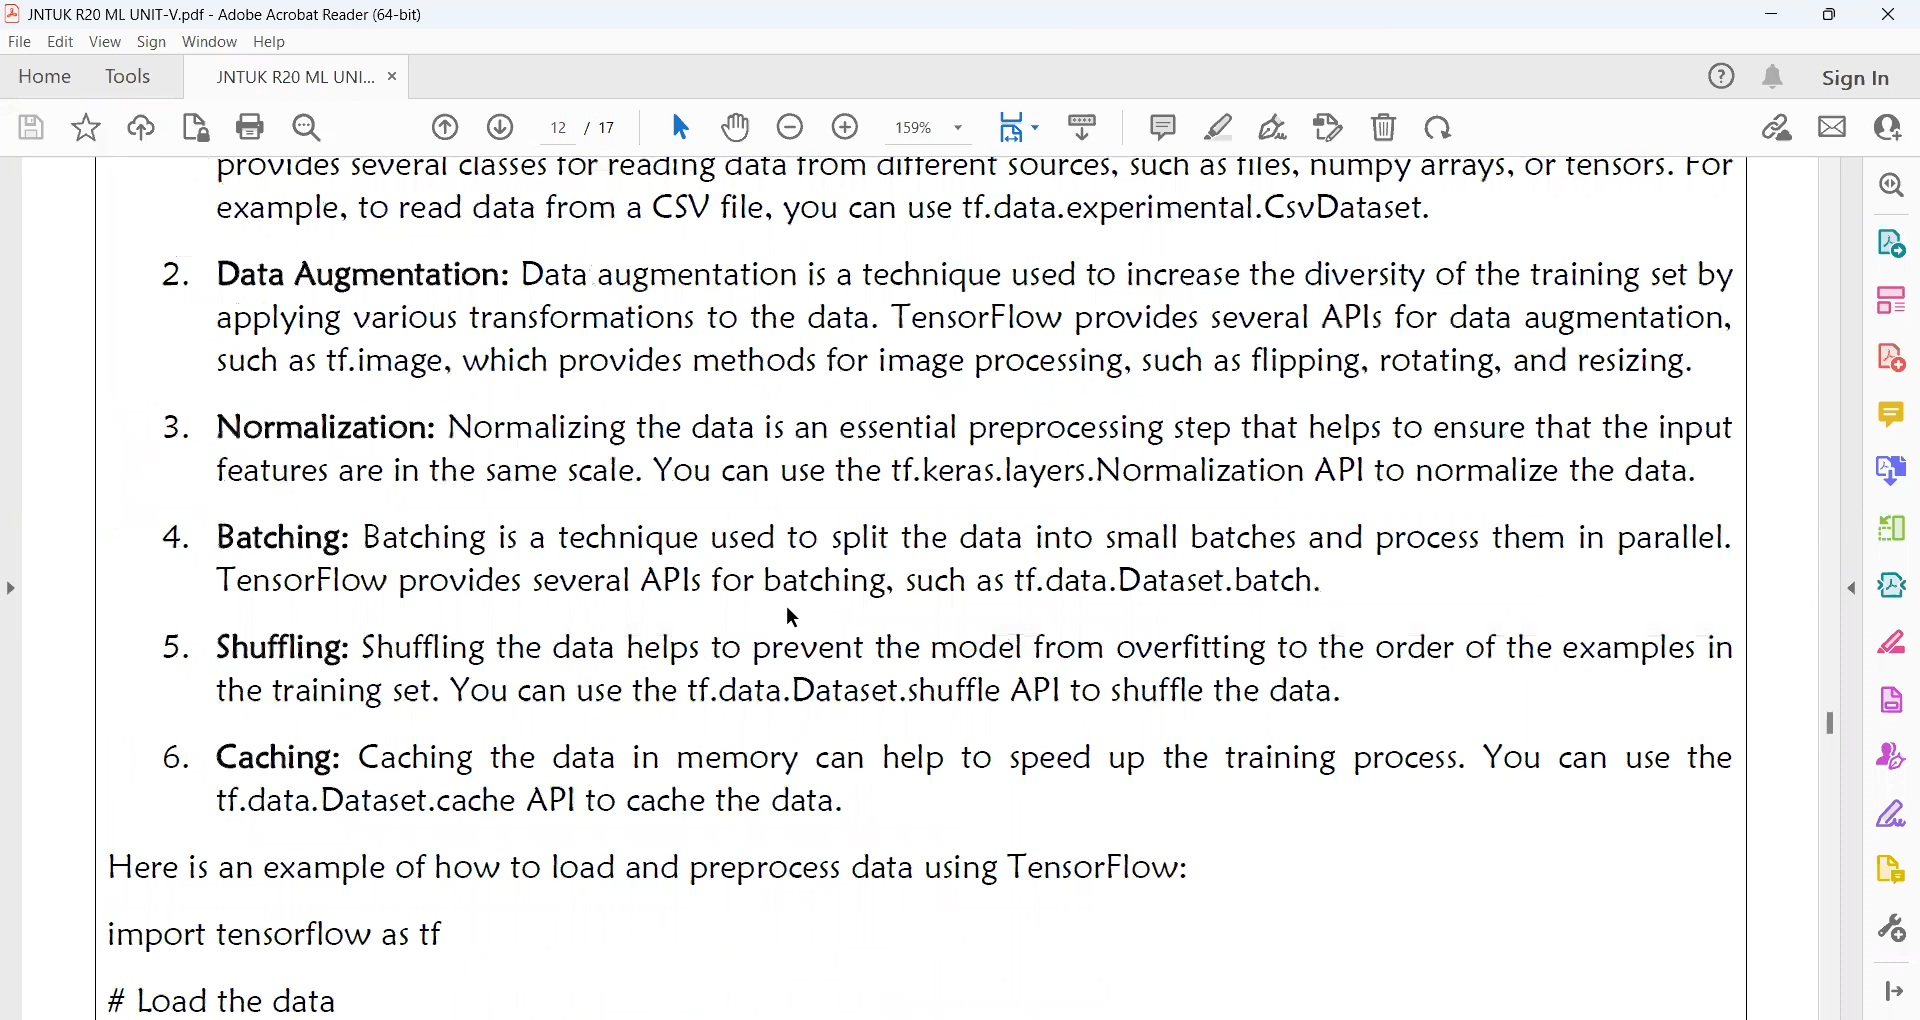 JNTUK R20 ML UNIT-V.pdf - Adobe Acrobat Reader (64-bit)
File Edit View Sign Window Help
Home Tools JNTUK R20 ML UNI... × Sign In
12 / 17 159%
provides several classes for reading data from different sources, such as files, numpy arrays, or tensors. For
example, to read data from a CSV file, you can use tf.data.experimental.CsvDataset.
2. Data Augmentation: Data augmentation is a technique used to increase the diversity of the training set by
applying various transformations to the data. TensorFlow provides several APIs for data augmentation,
such as tf.image, which provides methods for image processing, such as flipping, rotating, and resizing.
3. Normalization: Normalizing the data is an essential preprocessing step that helps to ensure that the input
features are in the same scale. You can use the tf.keras.layers.Normalization API to normalize the data.
4. Batching: Batching is a technique used to split the data into small batches and process them in parallel.
TensorFlow provides several APIs for batching, such as tf.data.Dataset.batch.
5. Shuffling: Shuffling the data helps to prevent the model from overfitting to the order of the examples in
the training set. You can use the tf.data.Dataset.shuffle API to shuffle the data.
6. Caching: Caching the data in memory can help to speed up the training process. You can use the
tf.data.Dataset.cache API to cache the data.
Here is an example of how to load and preprocess data using TensorFlow:
import tensorflow as tf
# Load the data